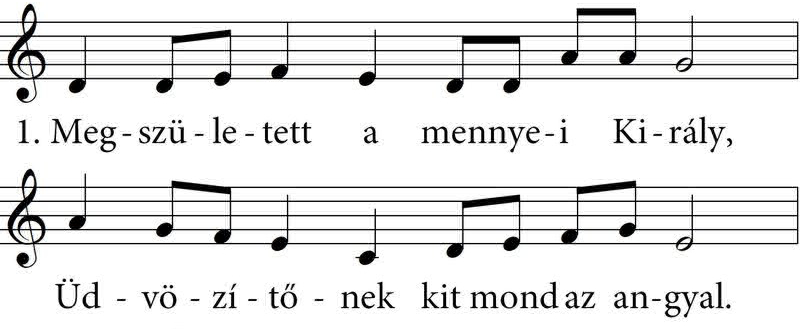 1. Meg - szü - le - tett a mennye - i Ki - rály,
Üd - vö - zí - tő - nek kit mond az an - gyal.